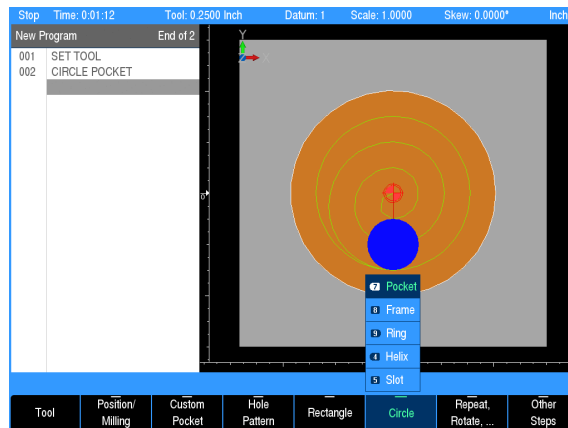 Stop Time: 0:01:12 Tool: 0.2500 Inch Datum: 1 Scale: 1.0000 Skew: 0.0000* Inch
New Program End of 2
001 SET TOOL
002 CIRCLE POCKET
Y
X
0
7 Pocket
8 Frame
9 Ring
4 Helix
5 Slot
Tool
Position/
Milling
Custom
Pocket
Hole
Pattern
Rectangle
Circle
Repeat,
Rotate, ...
Other
Steps